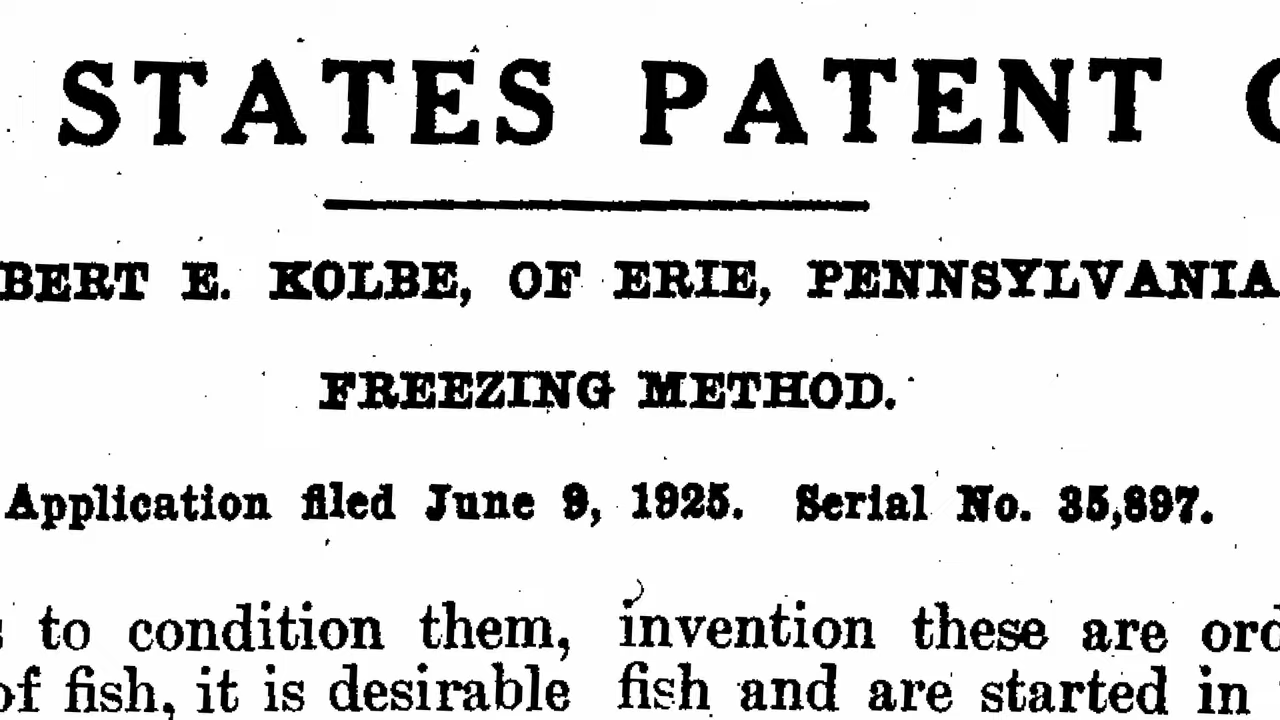 STATES PATENT O
BERT E. KOLBE, OF ERIE, PENNSYLVANIA
FREEZING METHOD.
Application filed June 9, 1925. Serial No. 35,897.
s to condition them,
of fish, it is desirable
invention these are ord
fish and are started in